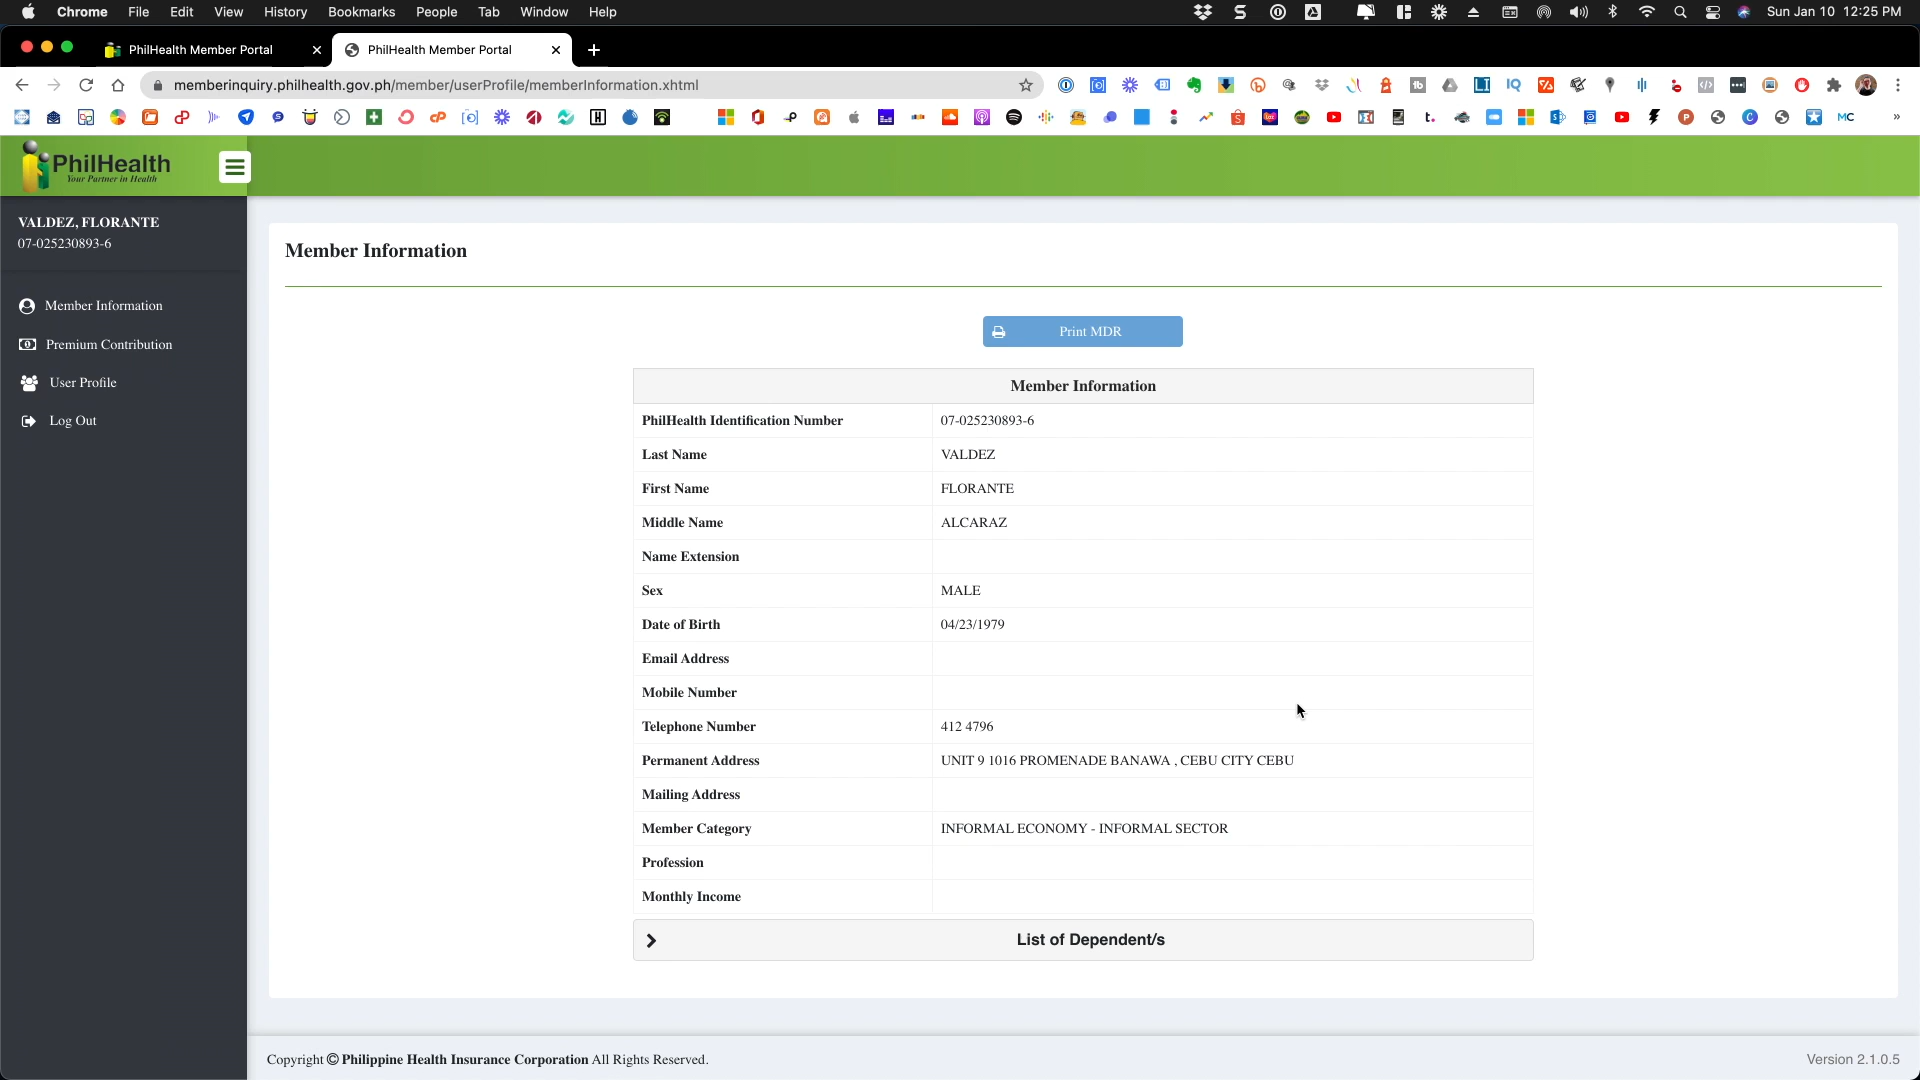 Chrome File Edit View History Bookmarks People Tab Window Help Sun Jan 10 12:25 PM
PhilHealth Member Portal PhilHealth Member Portal
memberinquiry.philhealth.gov.ph/member/userProfile/memberInformation.xhtml
PhilHealth
Your Partner in Health
VALDEZ, FLORANTE
07-025230893-6
Member Information
Premium Contribution
User Profile
Log Out
Member Information
Print MDR
Member Information
PhilHealth Identification Number 07-025230893-6
Last Name VALDEZ
First Name FLORANTE
Middle Name ALCARAZ
Name Extension
Sex MALE
Date of Birth 04/23/1979
Email Address
Mobile Number
Telephone Number 412 4796
Permanent Address UNIT 9 1016 PROMENADE BANAWA , CEBU CITY CEBU
Mailing Address
Member Category INFORMAL ECONOMY - INFORMAL SECTOR
Profession
Monthly Income
List of Dependent/s
Copyright © Philippine Health Insurance Corporation All Rights Reserved.
Version 2.1.0.5